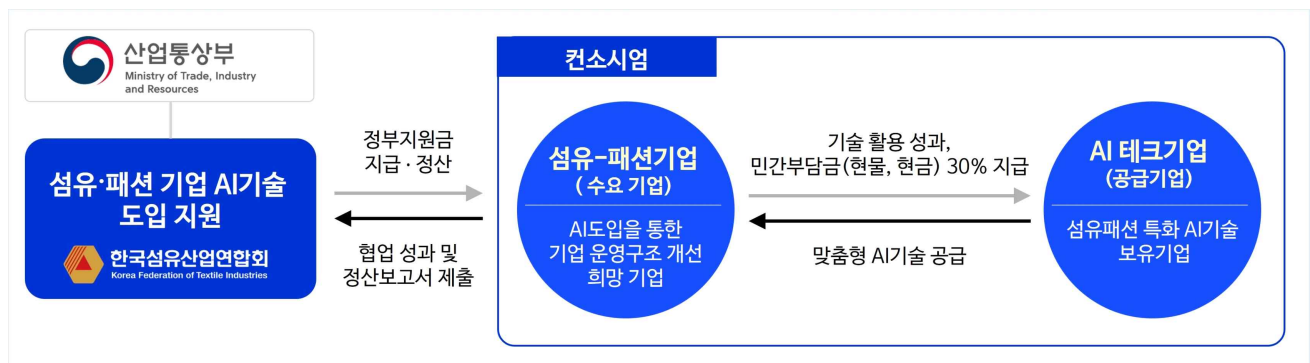 산업통상부
Ministry of Trade, Industry
and Resources
섬유·패션 기업 AI기술
도입 지원
한국섬유산업연합회
Korea Federation of Textile Industries
정부지원금
지급·정산
협업 성과 및
정산보고서 제출
컨소시엄
섬유-패션기업
( 수요 기업)
AI도입을 통한
기업 운영구조 개선
희망 기업
기술 활용 성과,
민간부담금(현물, 현금) 30% 지급
맞춤형 AI기술 공급
AI 테크기업
(공급기업)
섬유패션 특화 AI기술
보유기업